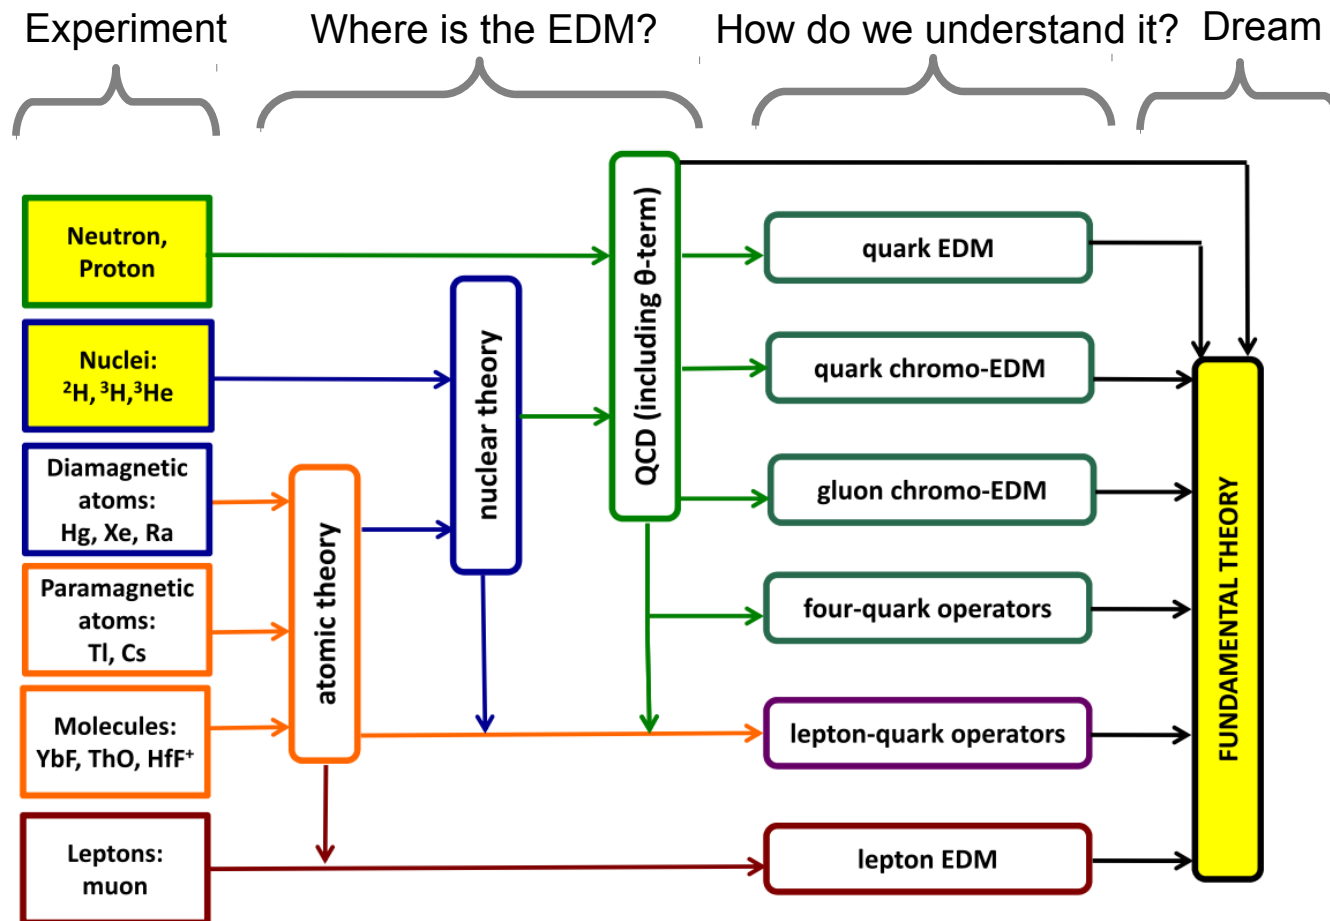 Experiment
Where is the EDM?
How do we understand it?
Dream
Neutron,
Proton
Nuclei:
²H, ³H,³He
Diamagnetic
atoms:
Hg, Xe, Ra
Paramagnetic
atoms:
Tl, Cs
Molecules:
YbF, ThO, HfF⁺
Leptons:
muon
atomic theory
nuclear theory
QCD (including θ-term)
quark EDM
quark chromo-EDM
gluon chromo-EDM
four-quark operators
lepton-quark operators
lepton EDM
FUNDAMENTAL THEORY